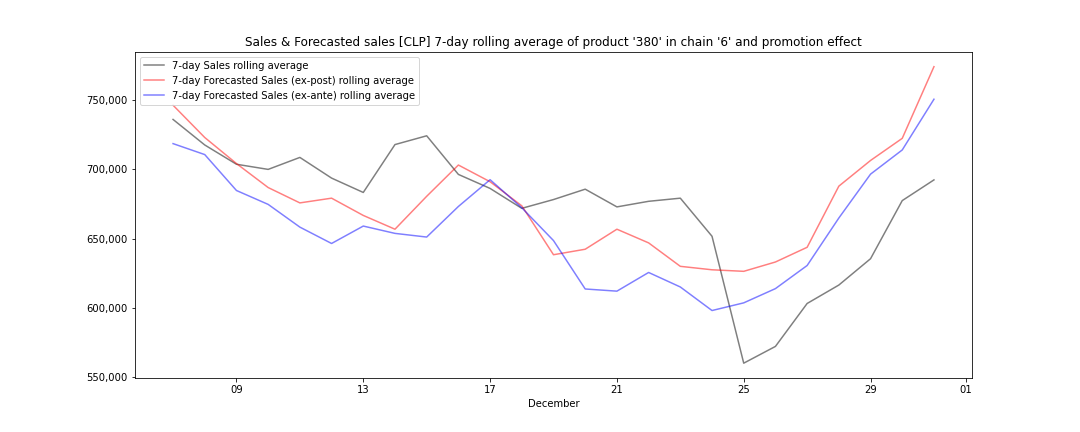 Sales & Forecasted sales [CLP] 7-day rolling average of product '380' in chain '6' and promotion effect
7-day Sales rolling average
7-day Forecasted Sales (ex-post) rolling average
7-day Forecasted Sales (ex-ante) rolling average
750,000
700,000
650,000
600,000
550,000
09 13 17 21 25 29 01
December